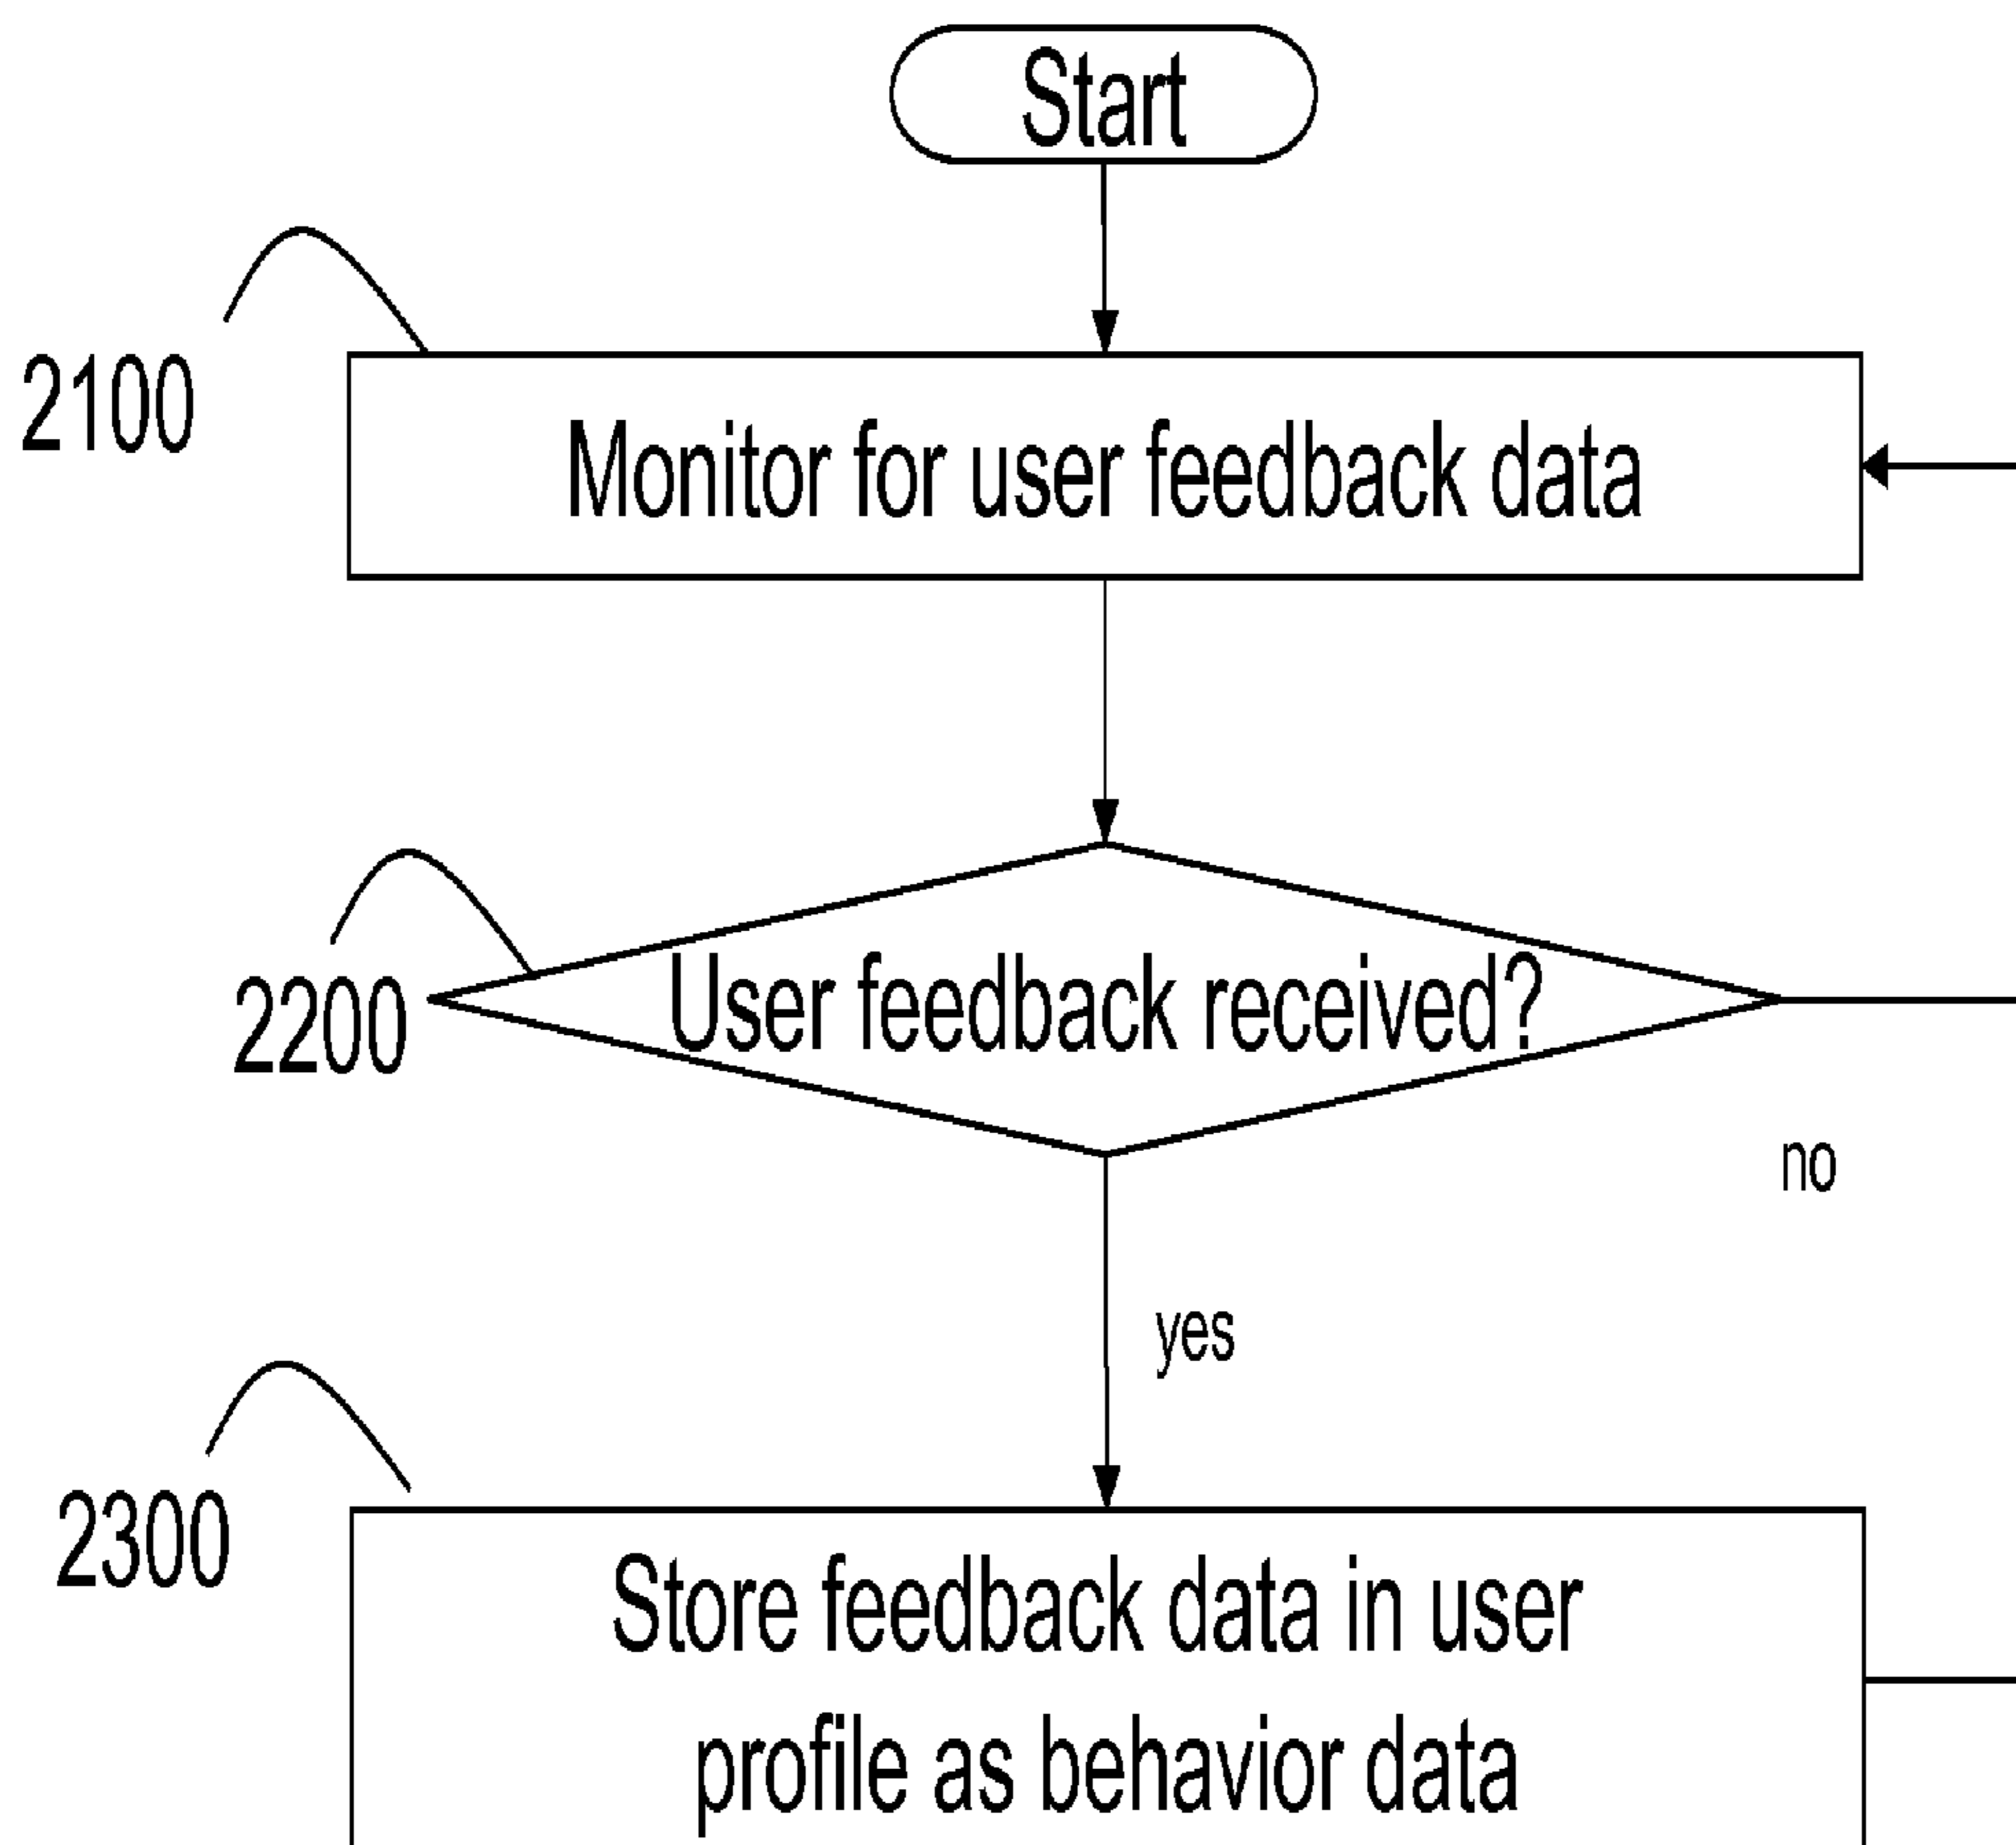 Start
2100
Monitor for user feedback data
2200
User feedback received?
no
yes
2300
Store feedback data in user
profile as behavior data